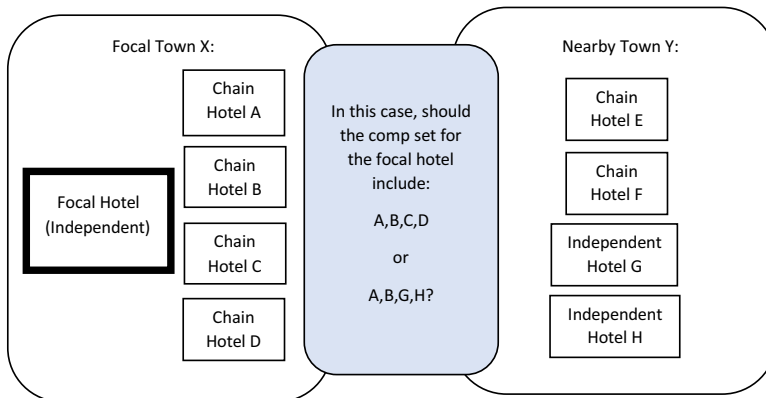 Focal Town X:
Chain
Hotel A
Chain
Hotel B
Focal Hotel
(Independent)
Chain
Hotel C
Chain
Hotel D
In this case, should
the comp set for
the focal hotel
include:
A,B,C,D
or
A,B,G,H?
Nearby Town Y:
Chain
Hotel E
Chain
Hotel F
Independent
Hotel G
Independent
Hotel H